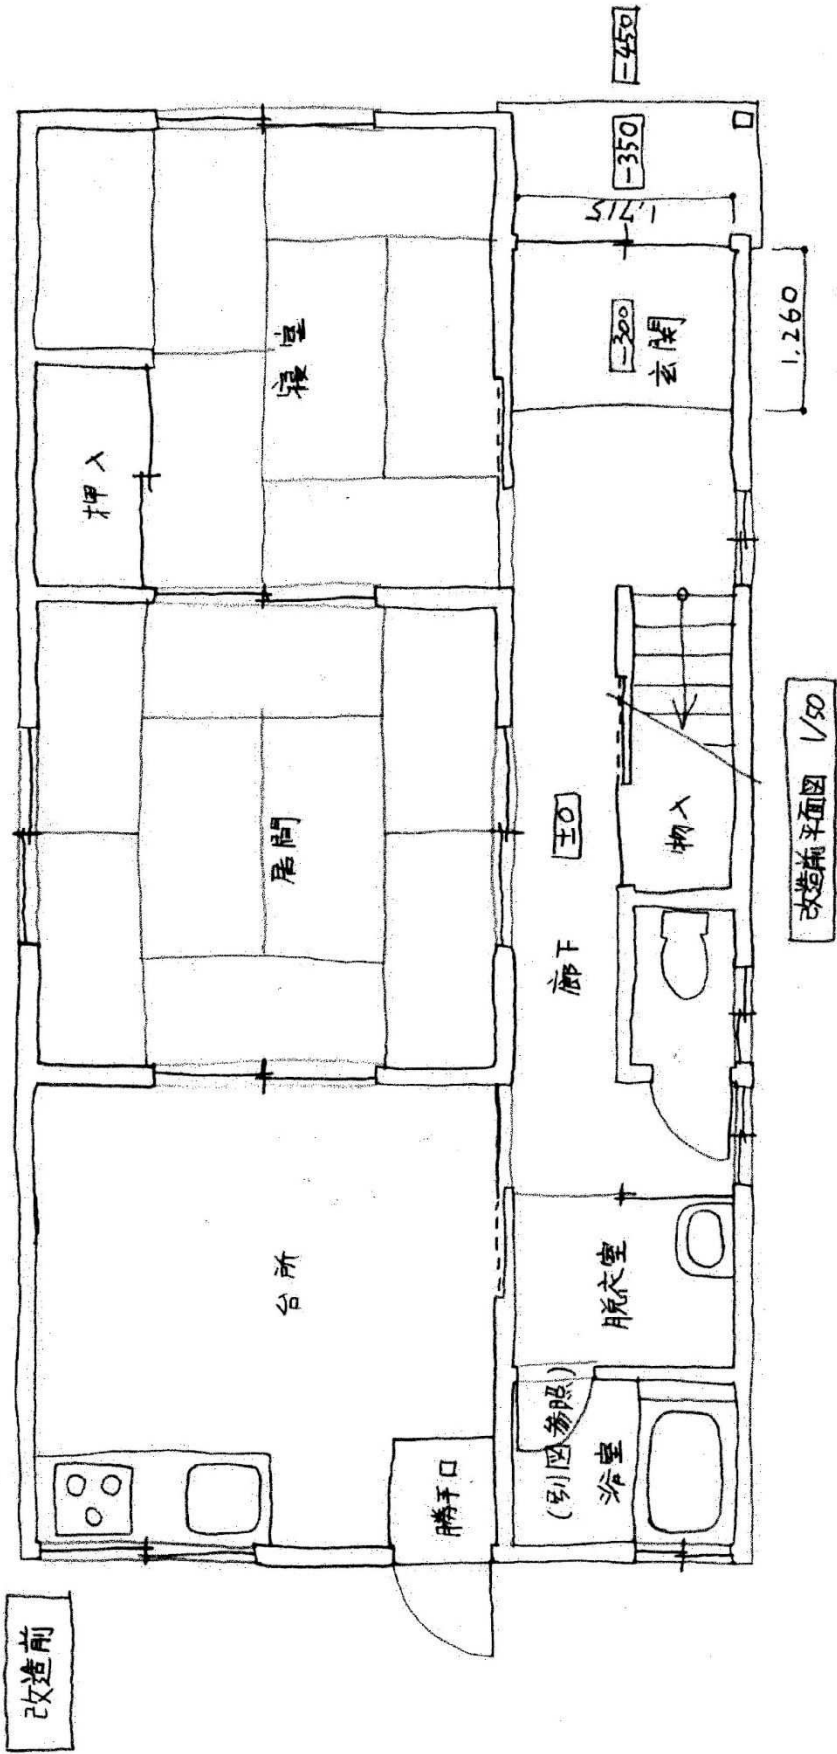 改造前
押入
寝室
居間
台所
勝手口
-450
-350
1,715
-300
玄関
1,260
±0
廊下
物入
脱衣室
(別図参照)
浴室
改造前平面図 1/50